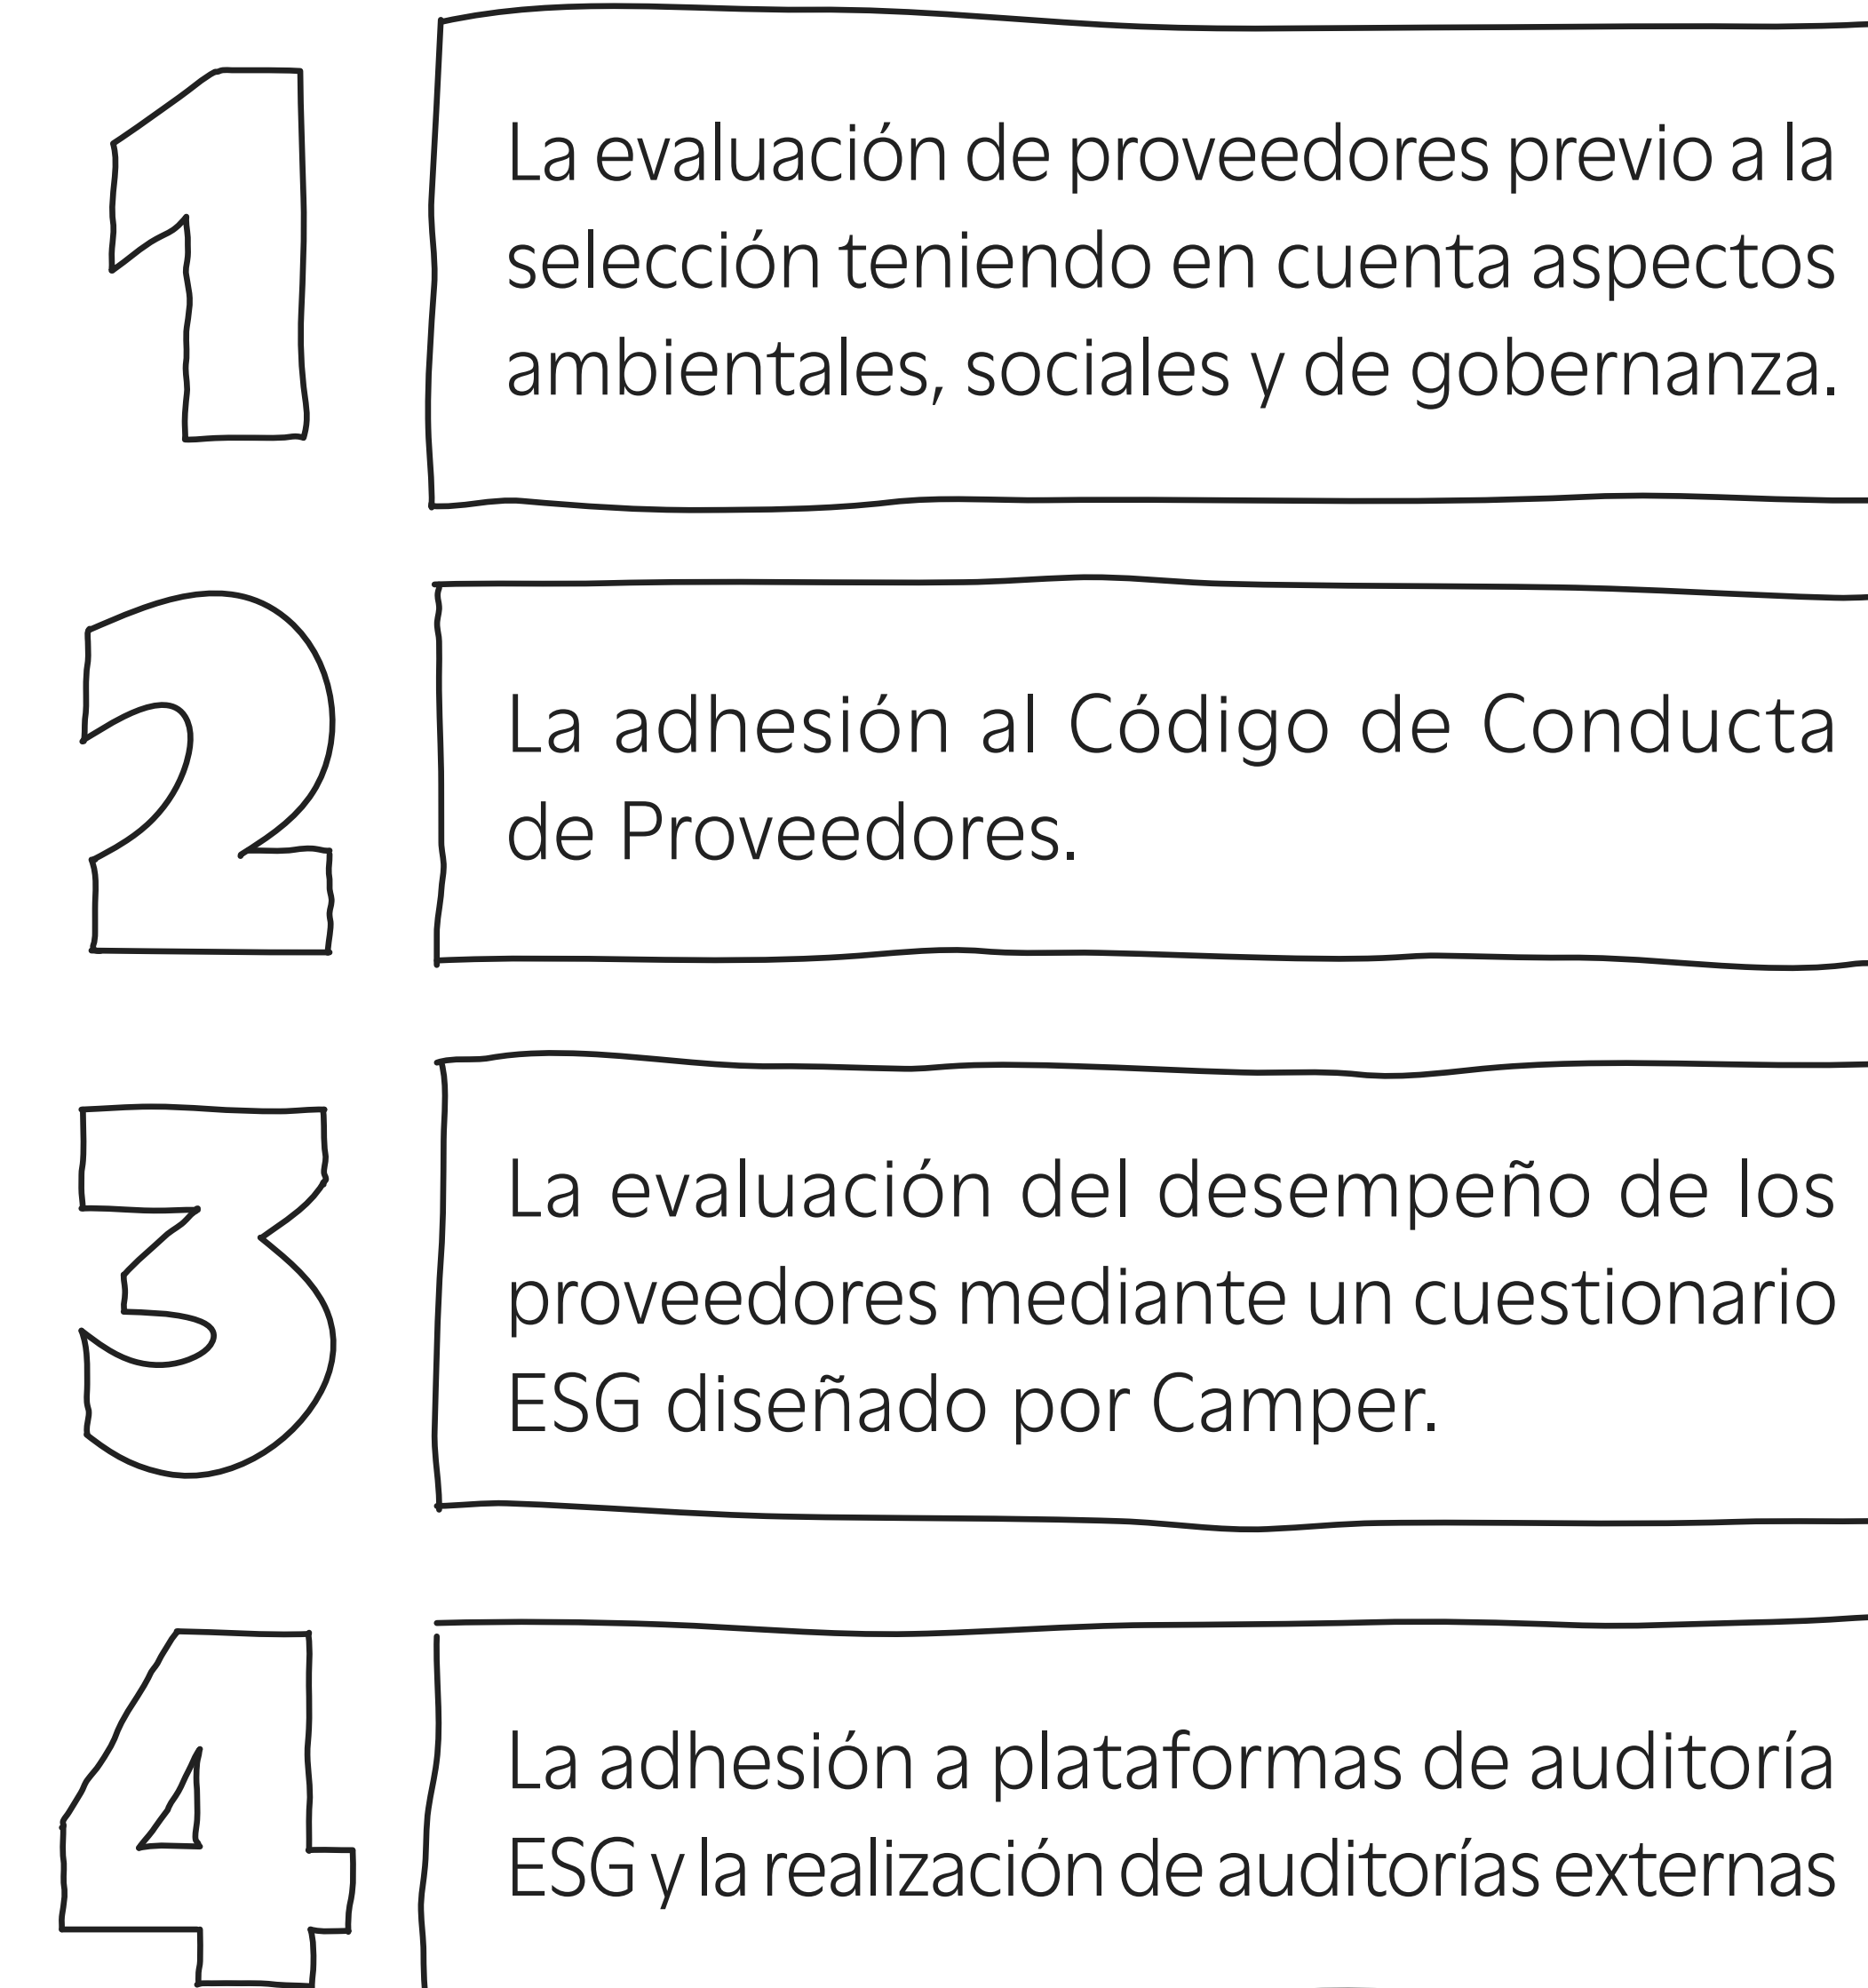 1
La evaluación de proveedores previo a la
selección teniendo en cuenta aspectos
ambientales, sociales y de gobernanza.
2
La adhesión al Código de Conducta
de Proveedores.
3
La evaluación del desempeño de los
proveedores mediante un cuestionario
ESG diseñado por Camper.
4
La adhesión a plataformas de auditoría
ESG y la realización de auditorías externas